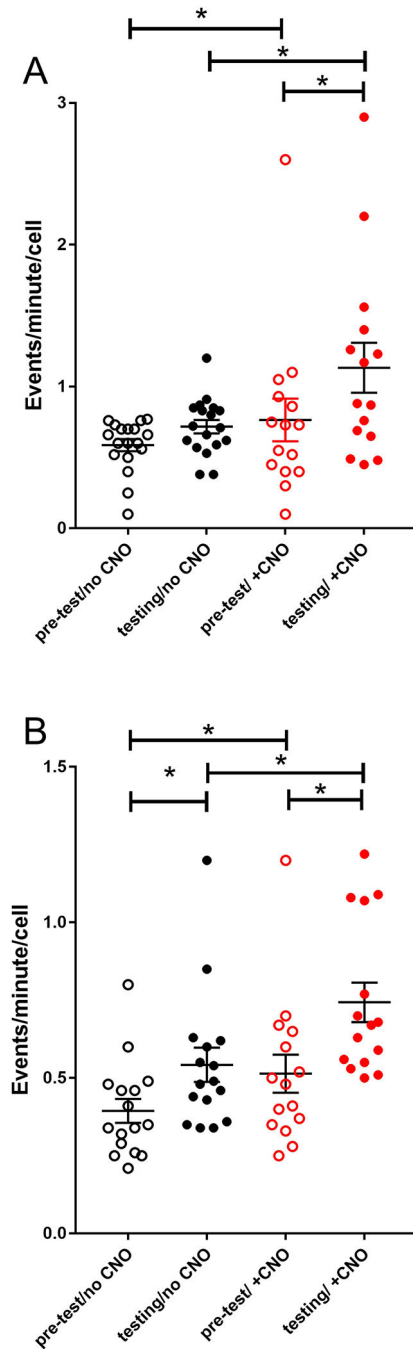 *
*
*
A
3
2
1
0
Events/minute/cell
pre-test/no CNO
testing/no CNO
pre-test/ +CNO
testing/ +CNO
B
*
*
*
*
1.5
1.0
0.5
0.0
Events/minute/cell
pre-test/no CNO
testing/no CNO
pre-test/ +CNO
testing/ +CNO